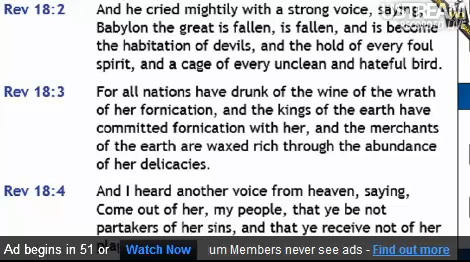 USTREAM
Rev 18:2 And he cried mightily with a strong voice, saying,
Babylon the great is fallen, is fallen, and is become
the habitation of devils, and the hold of every foul
spirit, and a cage of every unclean and hateful bird.
Rev 18:3 For all nations have drunk of the wine of the wrath
of her fornication, and the kings of the earth have
committed fornication with her, and the merchants
of the earth are waxed rich through the abundance
of her delicacies.
Rev 18:4 And I heard another voice from heaven, saying,
Come out of her, my people, that ye be not
partakers of her sins, and that ye receive not of her
Ad begins in 51 or Watch Now um Members never see ads - Find out more